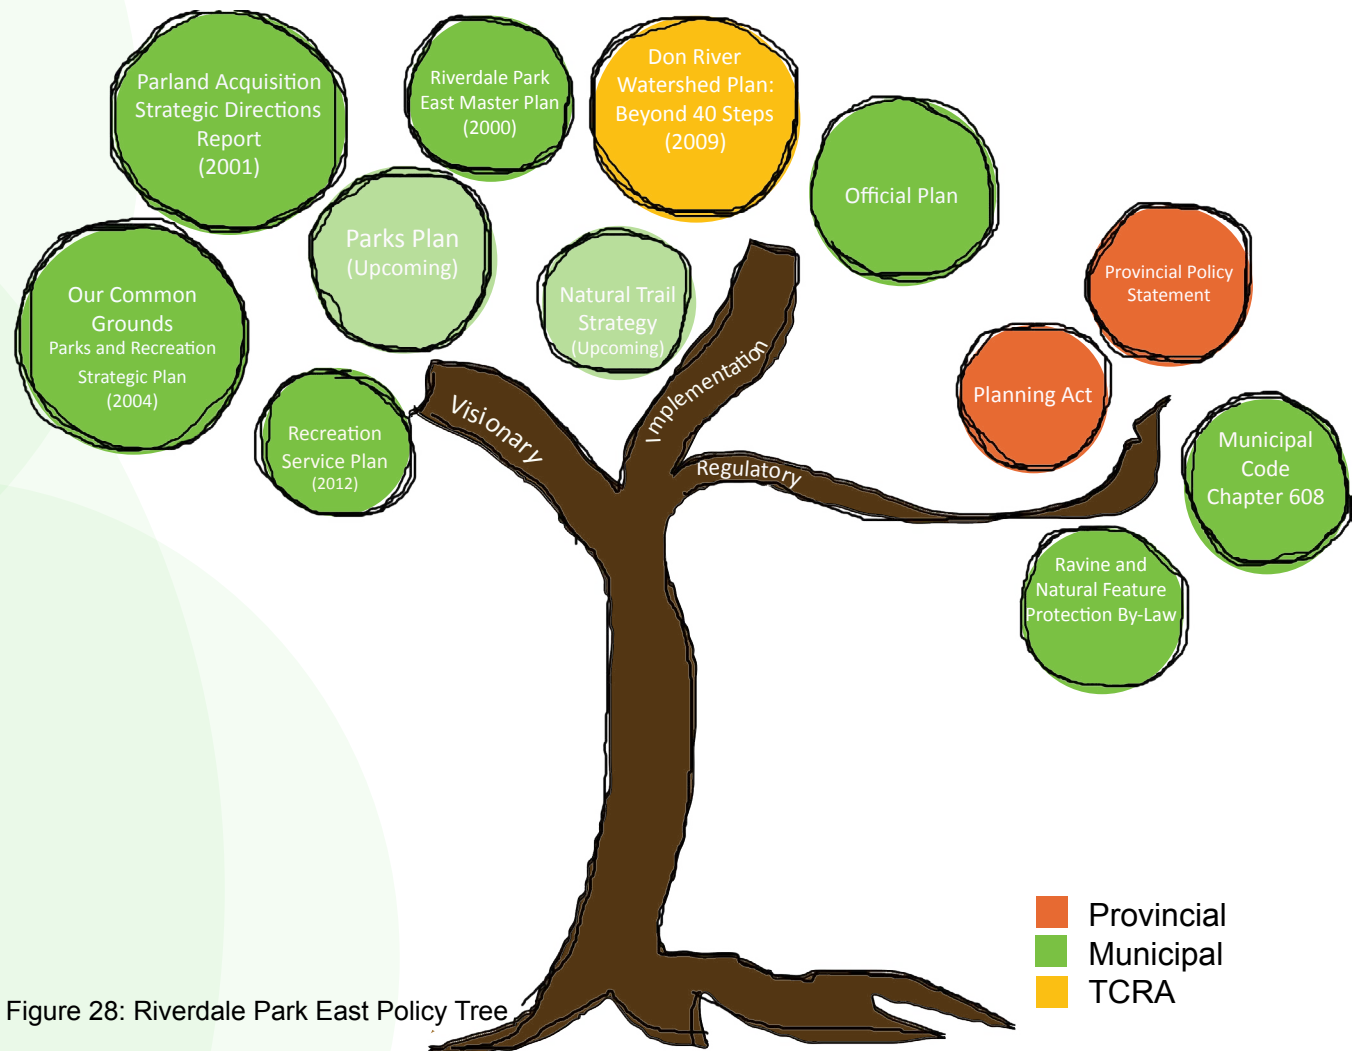 Parland Acquisition
Strategic Directions
Report
(2001)
Riverdale Park
East Master Plan
(2000)
Don River
Watershed Plan:
Beyond 40 Steps
(2009)
Official Plan
Parks Plan
(Upcoming)
Natural Trail
Strategy
(Upcoming)
Provincial Policy
Statement
Our Common
Grounds
Parks and Recreation
Strategic Plan
(2004)
Planning Act
Recreation
Service Plan
(2012)
Visionary
Implementation
Regulatory
Municipal
Code
Chapter 608
Ravine and
Natural Feature
Protection By-Law
Provincial
Municipal
TCRA
Figure 28: Riverdale Park East Policy Tree